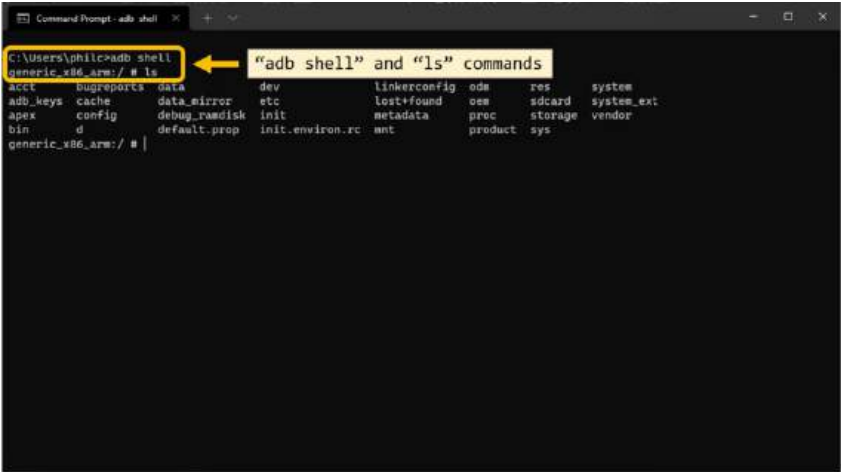 Command Prompt - adb shell
C:\Users\philc>adb shell
generic_x86_arm:/ # ls
“adb shell” and “ls” commands
acct bugreports data dev linkerconfig odm res system
adb_keys cache data_mirror etc lost+found oem sdcard system_ext
apex config debug_ramdisk init metadata proc storage vendor
bin d default.prop init.environ.rc mnt product sys
generic_x86_arm:/ #